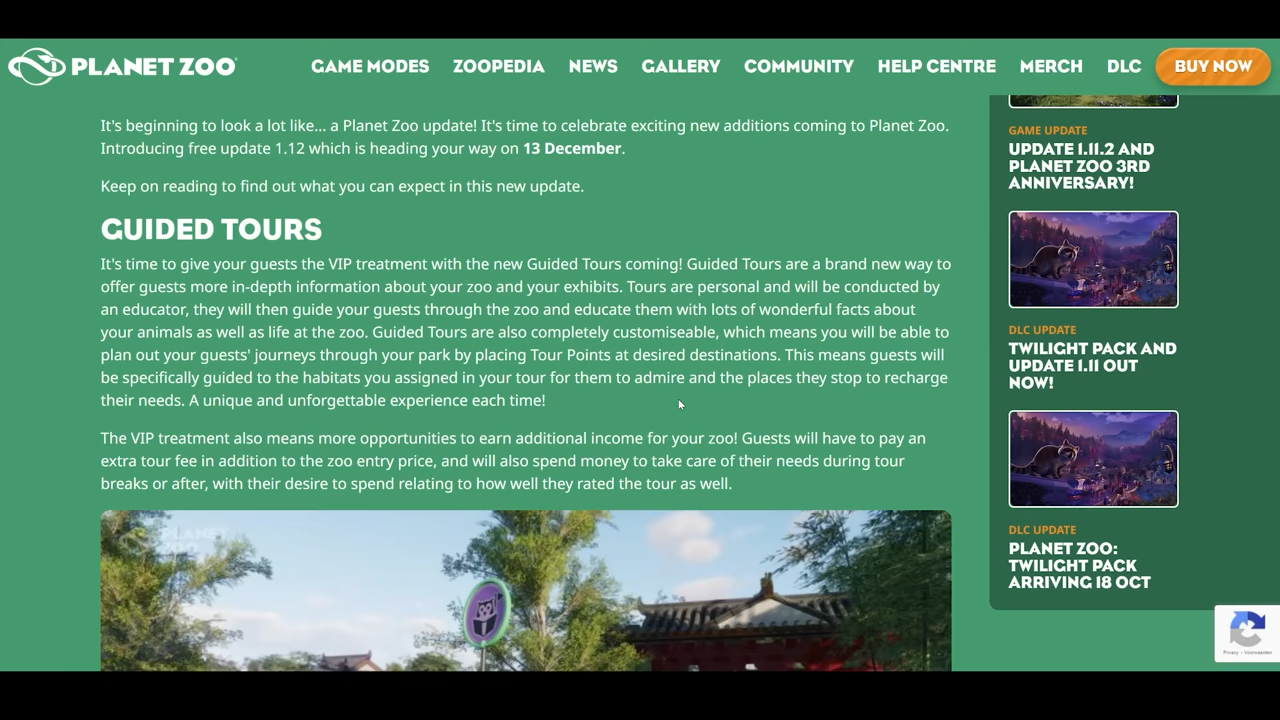 PLANET ZOO
GAME MODES
ZOOPEDIA
NEWS
GALLERY
COMMUNITY
HELP CENTRE
MERCH
DLC
BUY NOW
It's beginning to look a lot like... a Planet Zoo update! It's time to celebrate exciting new additions coming to Planet Zoo.
Introducing free update 1.12 which is heading your way on 13 December.
Keep on reading to find out what you can expect in this new update.
GUIDED TOURS
It's time to give your guests the VIP treatment with the new Guided Tours coming! Guided Tours are a brand new way to
offer guests more in-depth information about your zoo and your exhibits. Tours are personal and will be conducted by
an educator, they will then guide your guests through the zoo and educate them with lots of wonderful facts about
your animals as well as life at the zoo. Guided Tours are also completely customiseable, which means you will be able to
plan out your guests' journeys through your park by placing Tour Points at desired destinations. This means guests will
be specifically guided to the habitats you assigned in your tour for them to admire and the places they stop to recharge
their needs. A unique and unforgettable experience each time!
The VIP treatment also means more opportunities to earn additional income for your zoo! Guests will have to pay an
extra tour fee in addition to the zoo entry price, and will also spend money to take care of their needs during tour
breaks or after, with their desire to spend relating to how well they rated the tour as well.
PLANET
GAME UPDATE
UPDATE 1.11.2 AND
PLANET ZOO 3RD
ANNIVERSARY!
DLC UPDATE
TWILIGHT PACK AND
UPDATE 1.11 OUT
NOW!
DLC UPDATE
PLANET ZOO:
TWILIGHT PACK
ARRIVING 18 OCT
Privacy - Voorwaarden